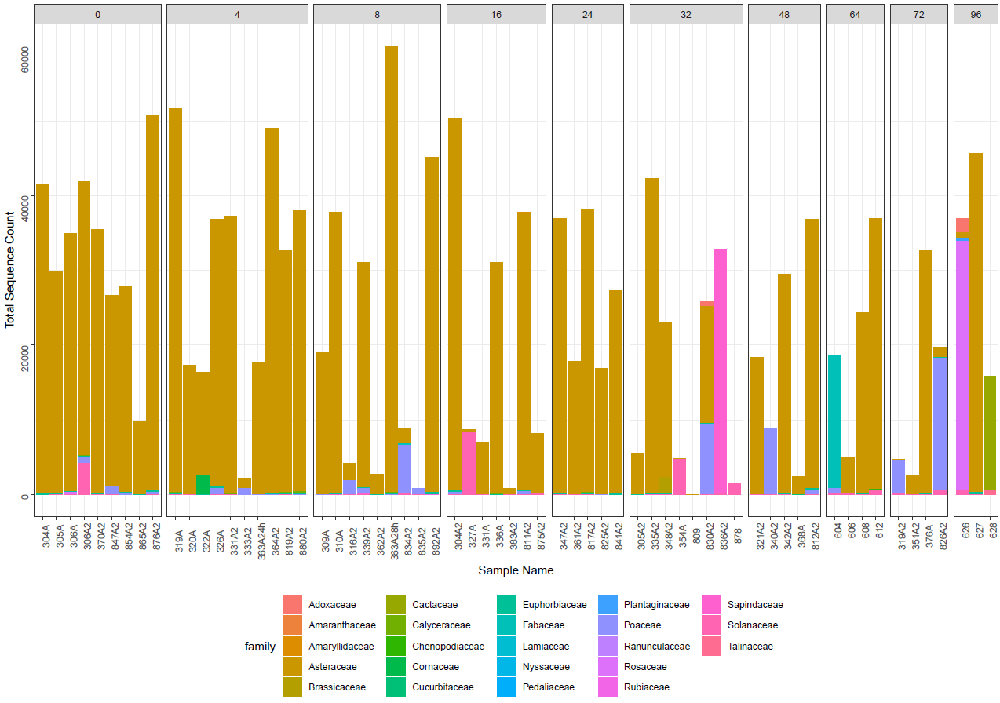 0 4 8 16 24 32 48 64 72 96
60000
40000
20000
0
Total Sequence Count
304A 305A 306A 306A2 370A2 847A2 854A2 865A2 876A2 319A 320A 322A 326A 331A2 333A2 363A24h 364A2 819A2 880A2 309A 310A 316A2 339A2 362A2 363A28h 834A2 835A2 892A2 304A2 327A 331A 336A 383A2 811A2 875A2 347A2 361A2 817A2 825A2 841A2 305A2 335A2 348A2 354A 809 830A2 836A2 878 321A2 340A2 342A2 368A 812A2 604 606 608 612 319A2 351A2 376A 826A2 626 627 628
Sample Name
family
Adoxaceae Cactaceae Euphorbiaceae Plantaginaceae Sapindaceae
Amaranthaceae Calyceraceae Fabaceae Poaceae Solanaceae
Amaryllidaceae Chenopodiaceae Lamiaceae Ranunculaceae Talinaceae
Asteraceae Cornaceae Nyssaceae Rosaceae
Brassicaceae Cucurbitaceae Pedaliaceae Rubiaceae